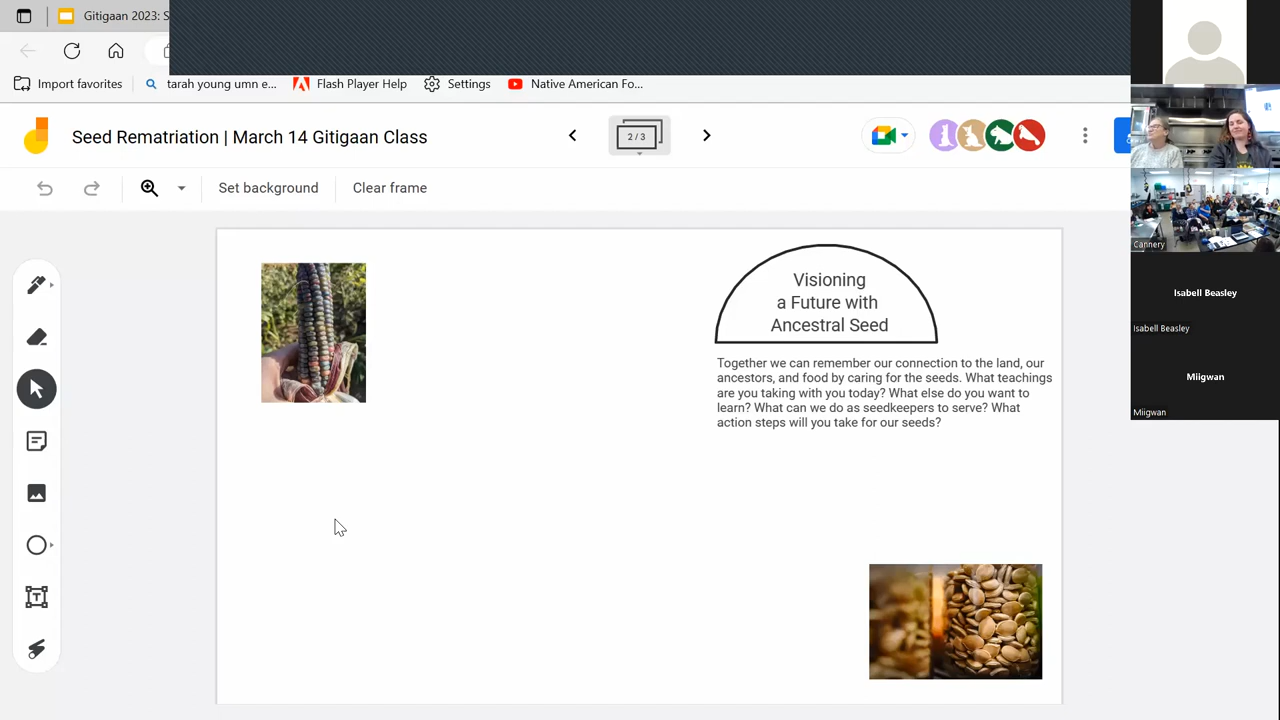 Gitigaan 2023: S
Import favorites
tarah young umn e...
Flash Player Help
Settings
Native American Fo...
Seed Rematriation | March 14 Gitigaan Class
2 / 3
Set background
Clear frame
Visioning
a Future with
Ancestral Seed
Together we can remember our connection to the land, our
ancestors, and food by caring for the seeds. What teachings
are you taking with you today? What else do you want to
learn? What can we do as seedkeepers to serve? What
action steps will you take for our seeds?
Cannery
Isabell Beasley
Isabell Beasley
Miigwan
Miigwan